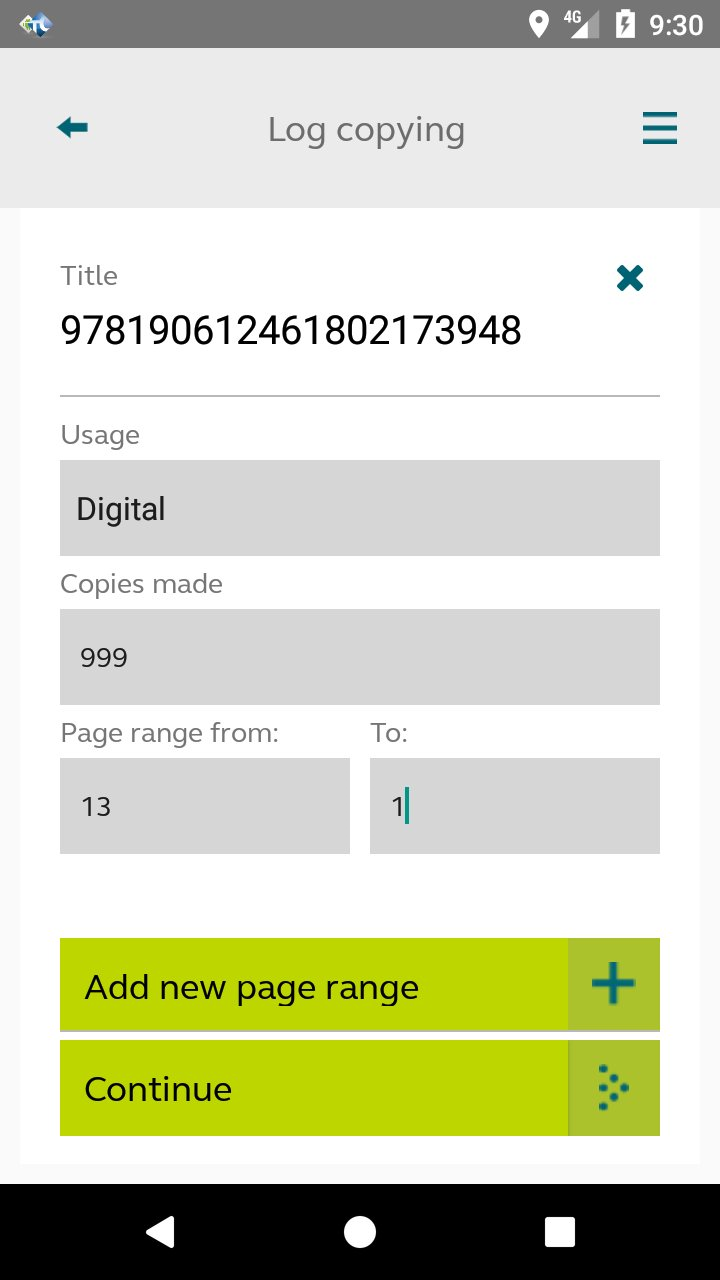 4G 9:30
Log copying
Title
978190612461802173948
Usage
Digital
Copies made
999
Page range from: To:
13 1
Add new page range
Continue